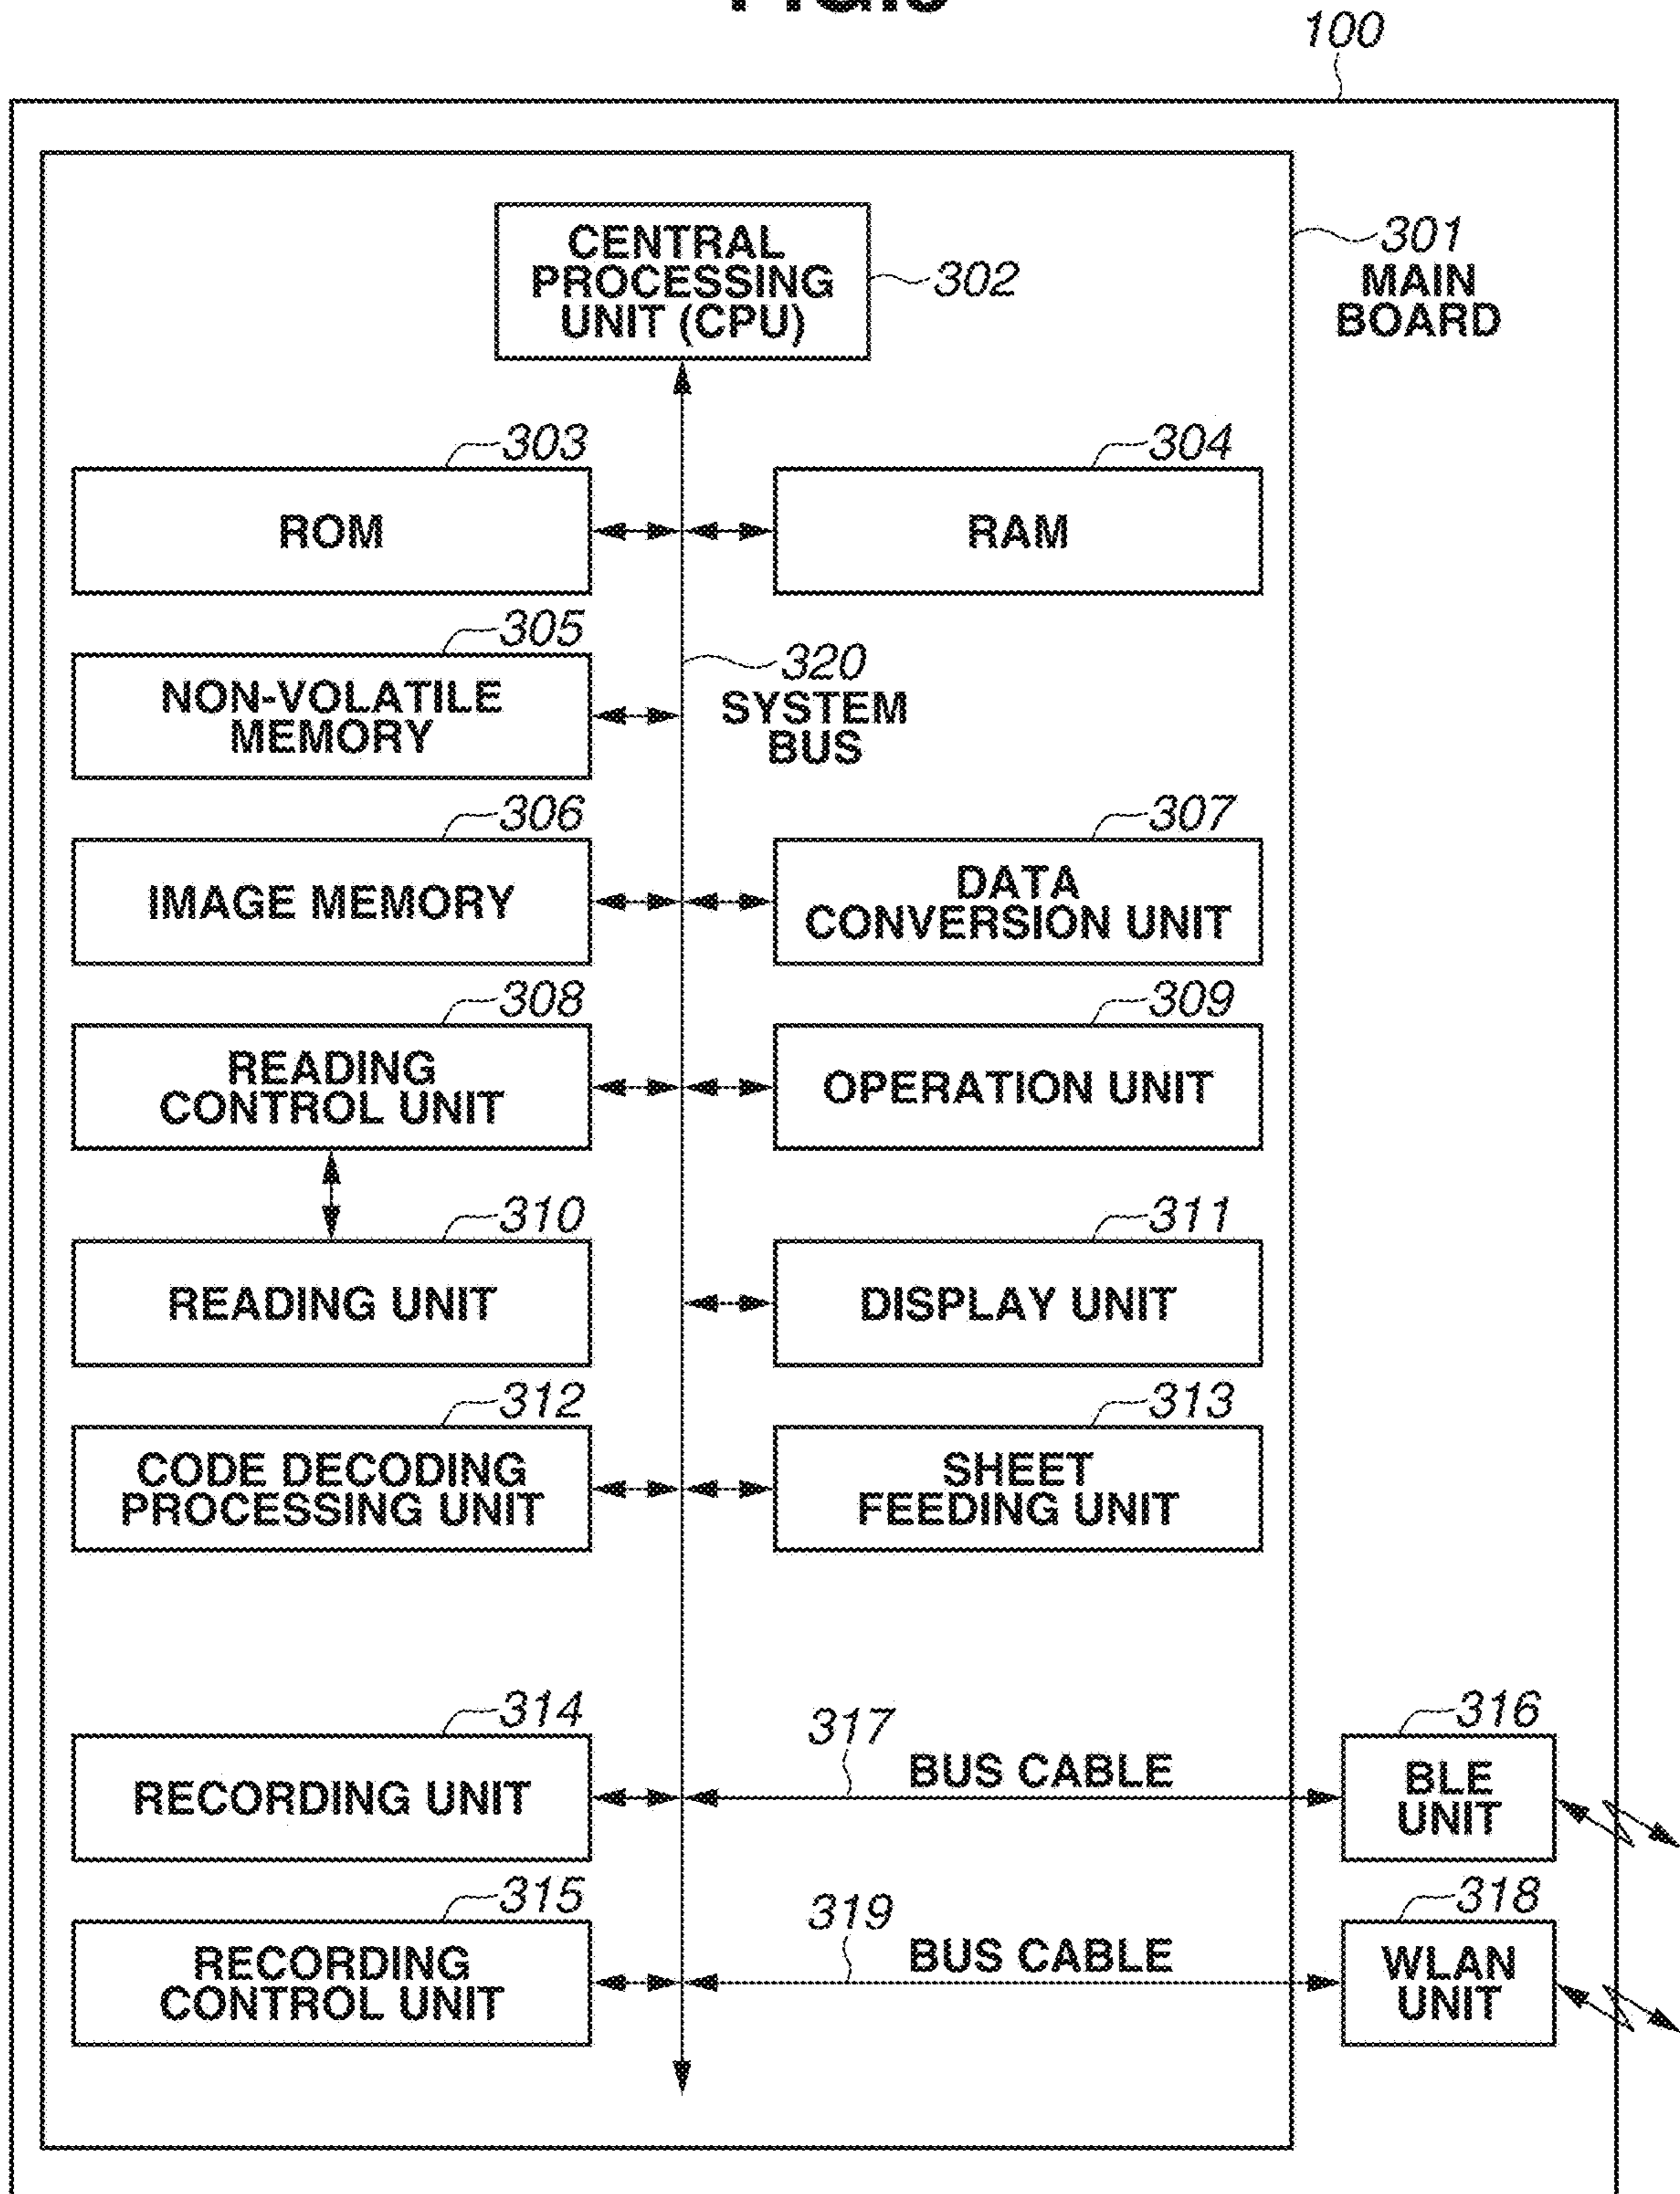 100
301
MAIN
BOARD
CENTRAL
PROCESSING
UNIT (CPU)
302
303
ROM
304
RAM
305
NON-VOLATILE
MEMORY
320
SYSTEM
BUS
306
IMAGE MEMORY
307
DATA
CONVERSION UNIT
308
READING
CONTROL UNIT
309
OPERATION UNIT
310
READING UNIT
311
DISPLAY UNIT
312
CODE DECODING
PROCESSING UNIT
313
SHEET
FEEDING UNIT
314
RECORDING UNIT
317
BUS CABLE
316
BLE
UNIT
315
RECORDING
CONTROL UNIT
319
BUS CABLE
318
WLAN
UNIT